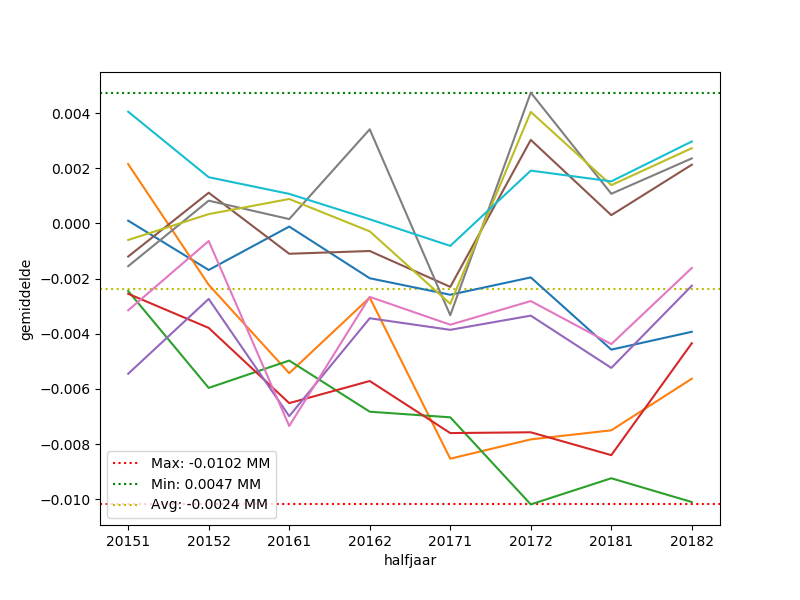 0.004
0.002
0.000
−0.002
−0.004
−0.006
−0.008
−0.010
gemiddelde
Max: -0.0102 MM
Min: 0.0047 MM
Avg: -0.0024 MM
20151 20152 20161 20162 20171 20172 20181 20182
halfjaar